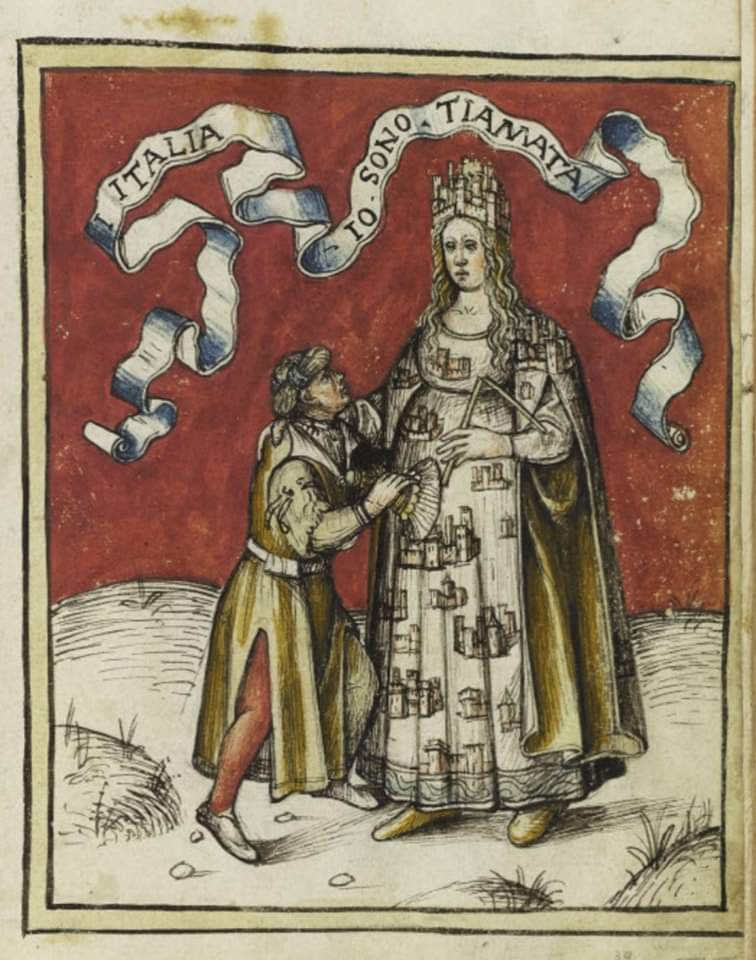 ITALIA
IO · SONO · TIAMATA